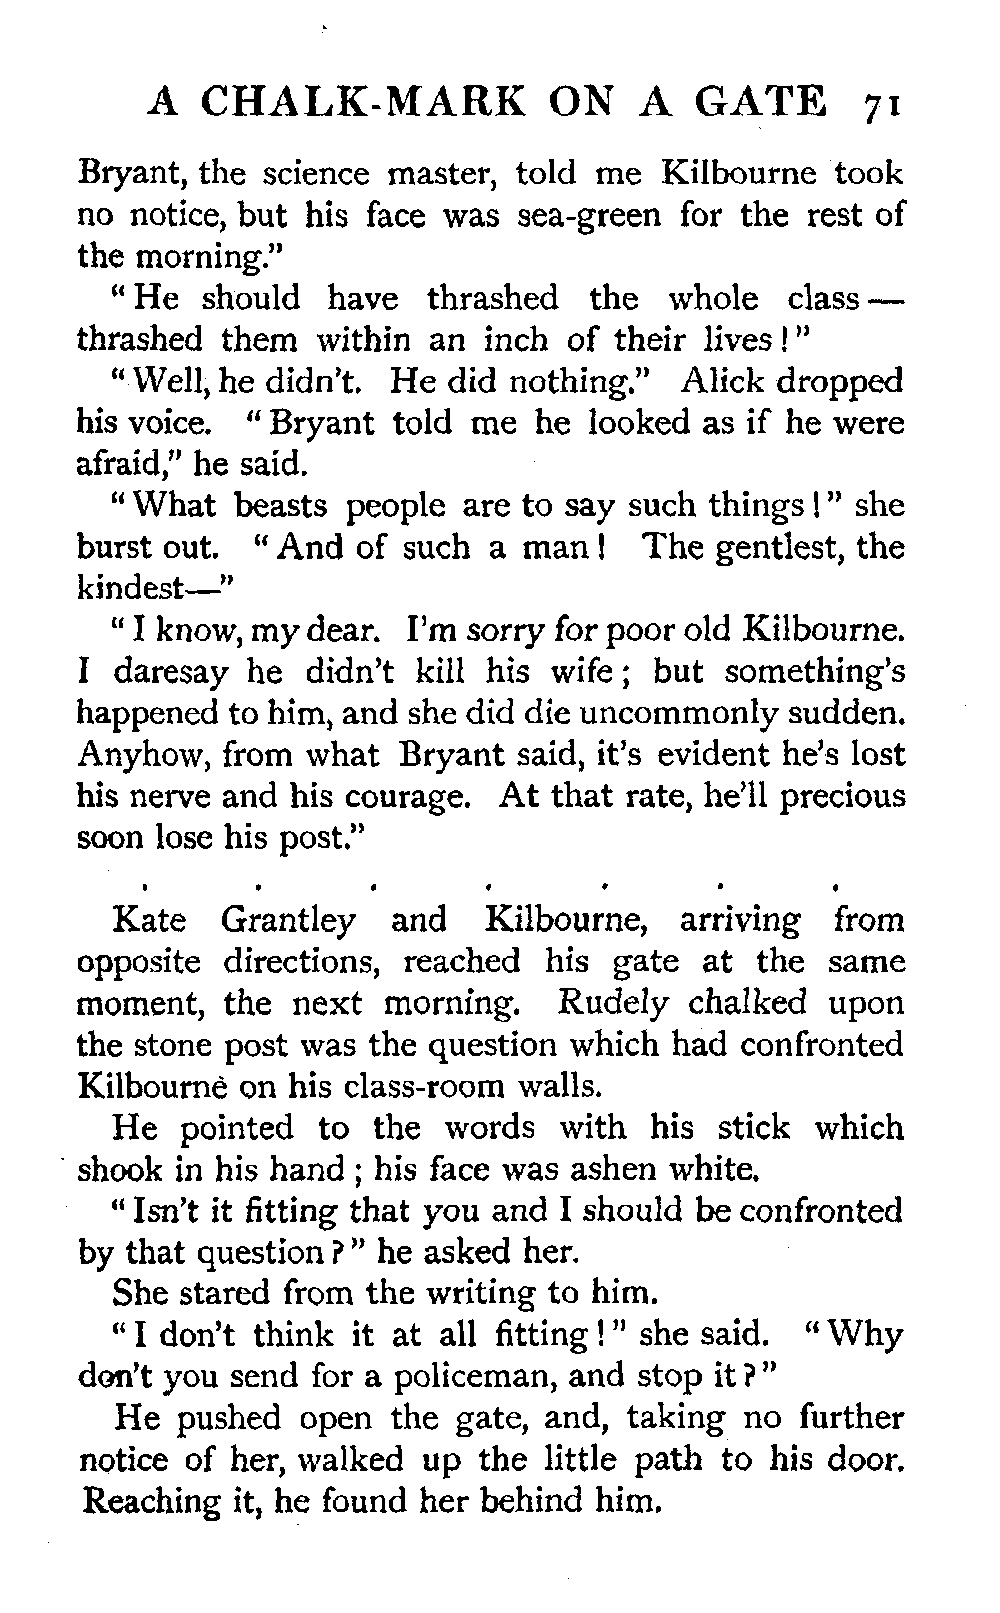 A CHALK-MARK ON A GATE 71
Bryant, the science master, told me Kilbourne took
no notice, but his face was sea-green for the rest of
the morning."
"He should have thrashed the whole class—
thrashed them within an inch of their lives!"
"Well, he didn't. He did nothing." Alick dropped
his voice. "Bryant told me he looked as if he were
afraid," he said.
"What beasts people are to say such things!" she
burst out. "And of such a man! The gentlest, the
kindest—"
"I know, my dear. I'm sorry for poor old Kilbourne.
I daresay he didn't kill his wife; but something's
happened to him, and she did die uncommonly sudden.
Anyhow, from what Bryant said, it's evident he's lost
his nerve and his courage. At that rate, he'll precious
soon lose his post."
. . . . . . .
Kate Grantley and Kilbourne, arriving from
opposite directions, reached his gate at the same
moment, the next morning. Rudely chalked upon
the stone post was the question which had confronted
Kilbourne on his class-room walls.
He pointed to the words with his stick which
shook in his hand; his face was ashen white.
"Isn't it fitting that you and I should be confronted
by that question?" he asked her.
She stared from the writing to him.
"I don't think it at all fitting!" she said. "Why
don't you send for a policeman, and stop it?"
He pushed open the gate, and, taking no further
notice of her, walked up the little path to his door.
Reaching it, he found her behind him.